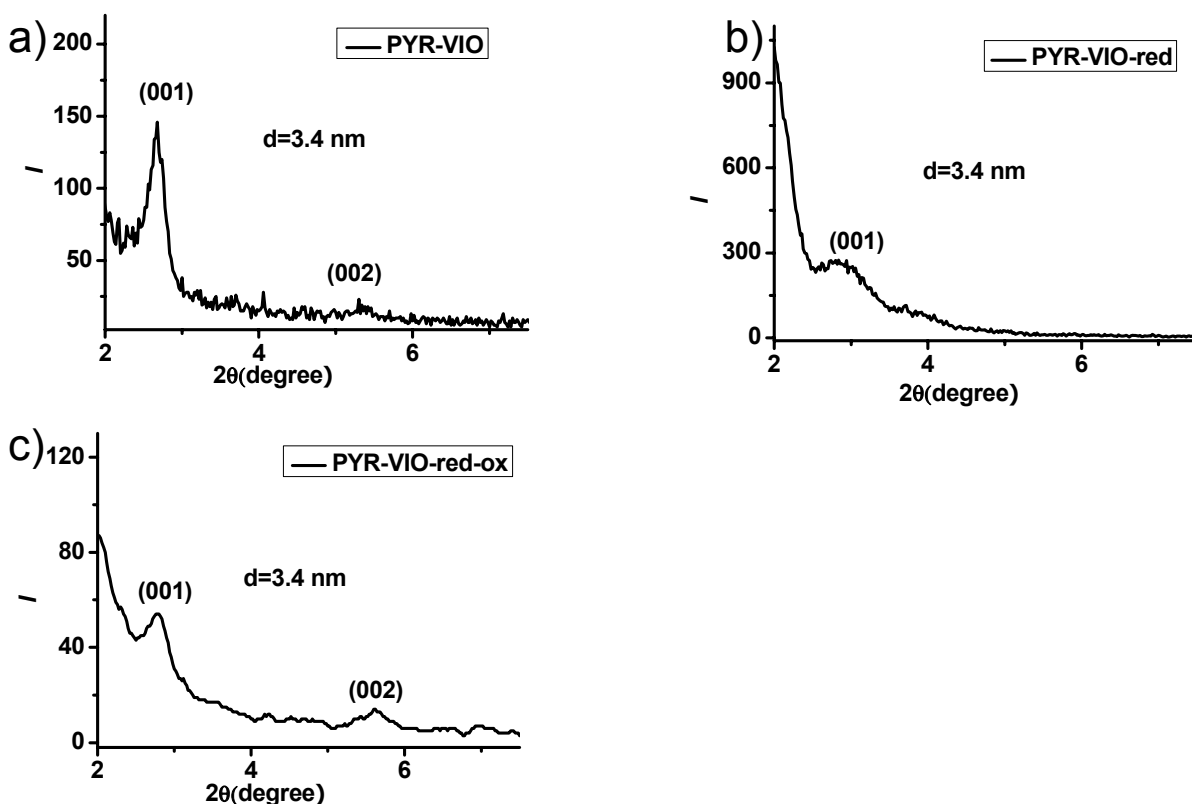 a)
PYR-VIO
200
150
100
50
(001)
d=3.4 nm
(002)
I
2 4 6
2θ(degree)
b)
PYR-VIO-red
900
600
300
0
d=3.4 nm
(001)
I
2 4 6
2θ(degree)
c)
PYR-VIO-red-ox
120
80
40
0
(001)
d=3.4 nm
(002)
I
2 4 6
2θ(degree)